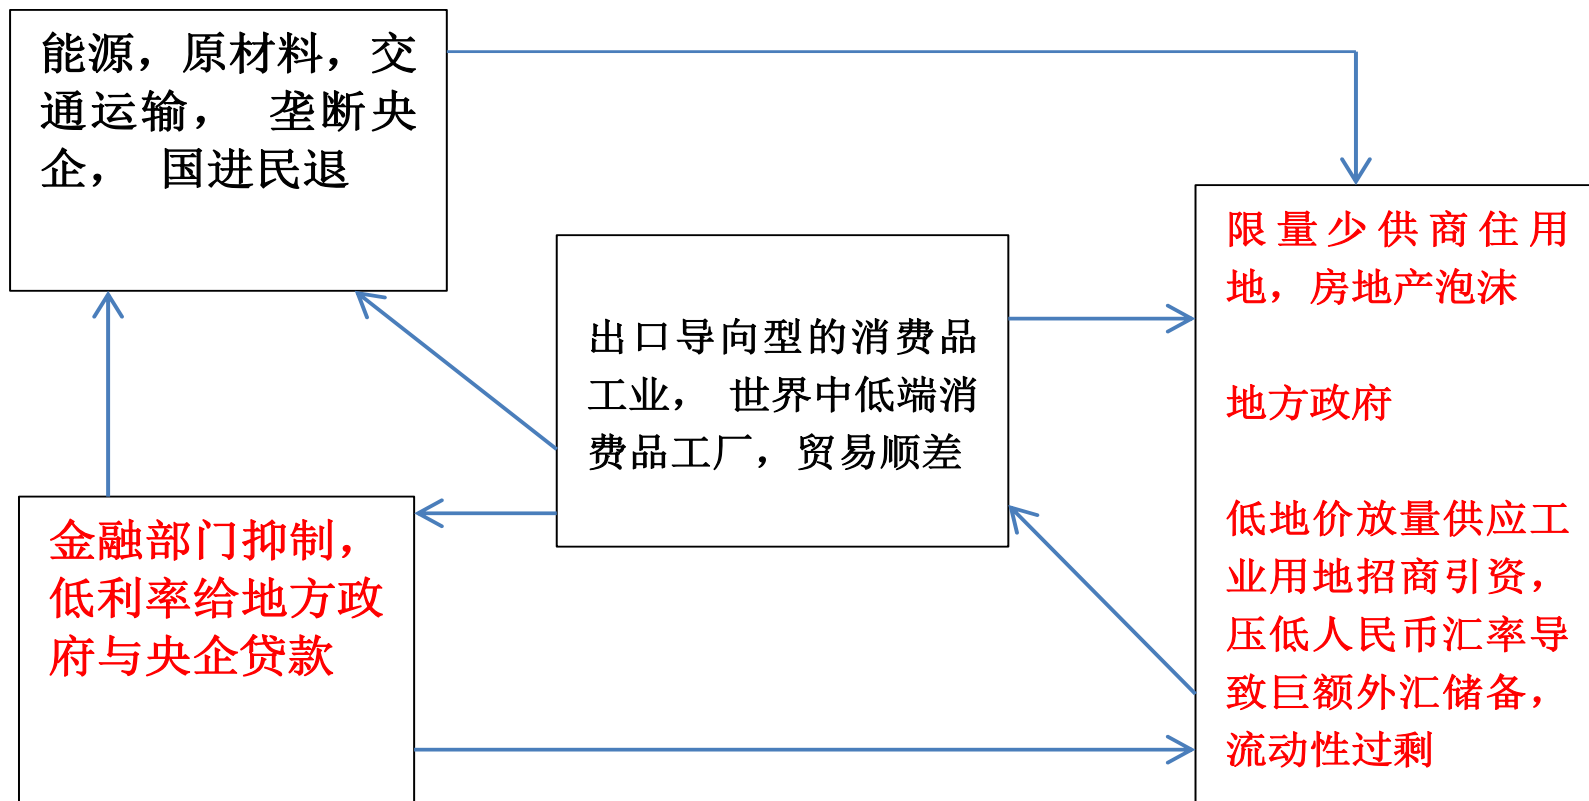 能源，原材料，交
通运输， 垄断央
企， 国进民退
出口导向型的消费品
工业， 世界中低端消
费品工厂，贸易顺差
限量少供商住用
地，房地产泡沫
地方政府
低地价放量供应工
业用地招商引资，
压低人民币汇率导
致巨额外汇储备，
流动性过剩
金融部门抑制，
低利率给地方政
府与央企贷款